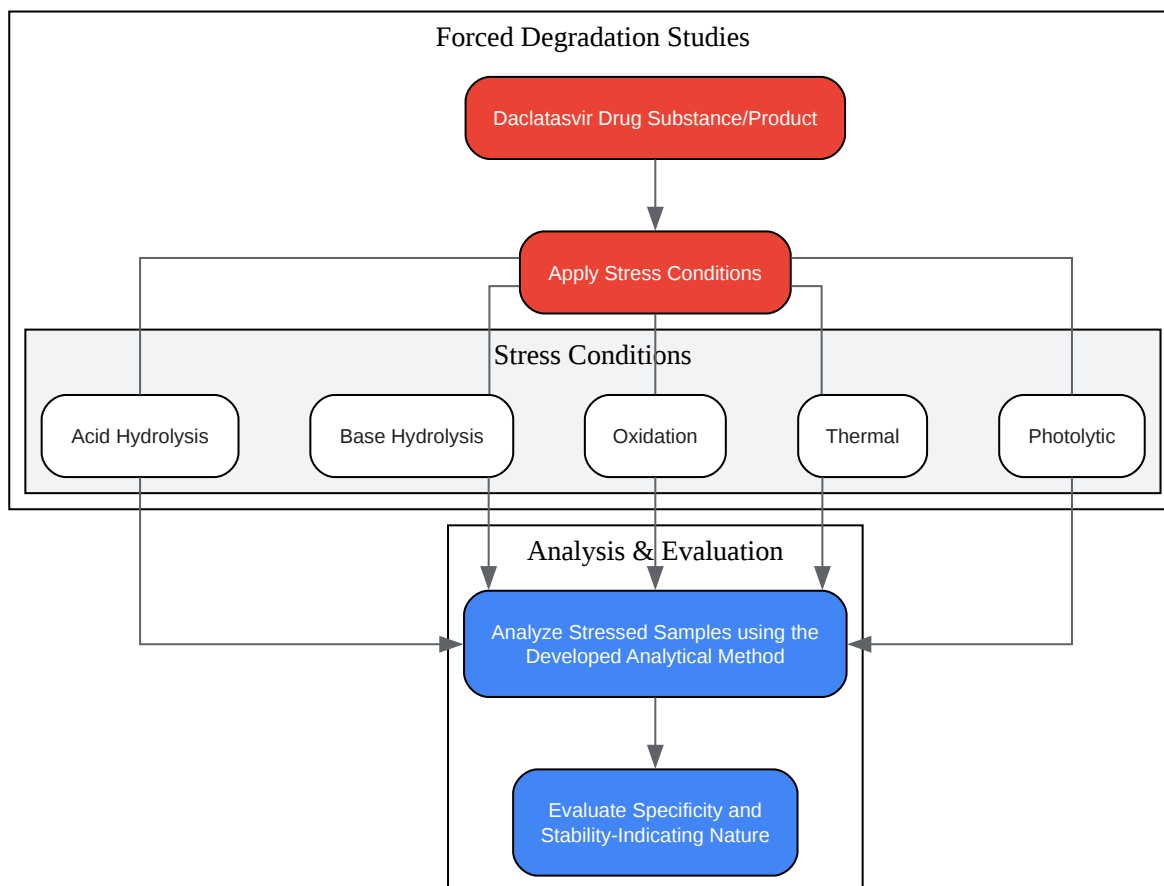 Forced Degradation Studies
Daclatasvir Drug Substance/Product
Apply Stress Conditions
Stress Conditions
Acid Hydrolysis
Base Hydrolysis
Oxidation
Thermal
Photolytic
Analysis & Evaluation
Analyze Stressed Samples using the
Developed Analytical Method
Evaluate Specificity and
Stability-Indicating Nature